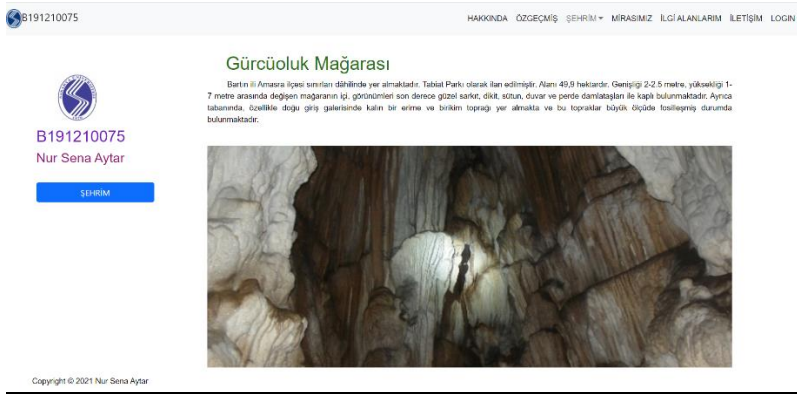 B191210075
HAKKINDA ÖZGEÇMİŞ ŞEHRİM MİRASIMIZ İLGİ ALANLARIM İLETİŞİM LOGIN
Gürcüoluk Mağarası
Bartın ili Amasra ilçesi sınırları dâhilinde yer almaktadır. Tabiat Parkı olarak ilan edilmiştir. Alanı 49,9 hektardır. Genişliği 2-2.5 metre, yüksekliği 1-
7 metre arasında değişen mağaranın içi, görünümleri son derece güzel sarkıt, dikit, sütun, duvar ve perde damlataşları ile kaplı bulunmaktadır. Ayrıca
tabanında, özellikle doğu giriş galerisinde kalın bir erime ve birikim toprağı yer almakta ve bu topraklar büyük ölçüde fosilleşmiş durumda
bulunmaktadır.
B191210075
Nur Sena Aytar
ŞEHRİM
Copyright © 2021 Nur Sena Aytar